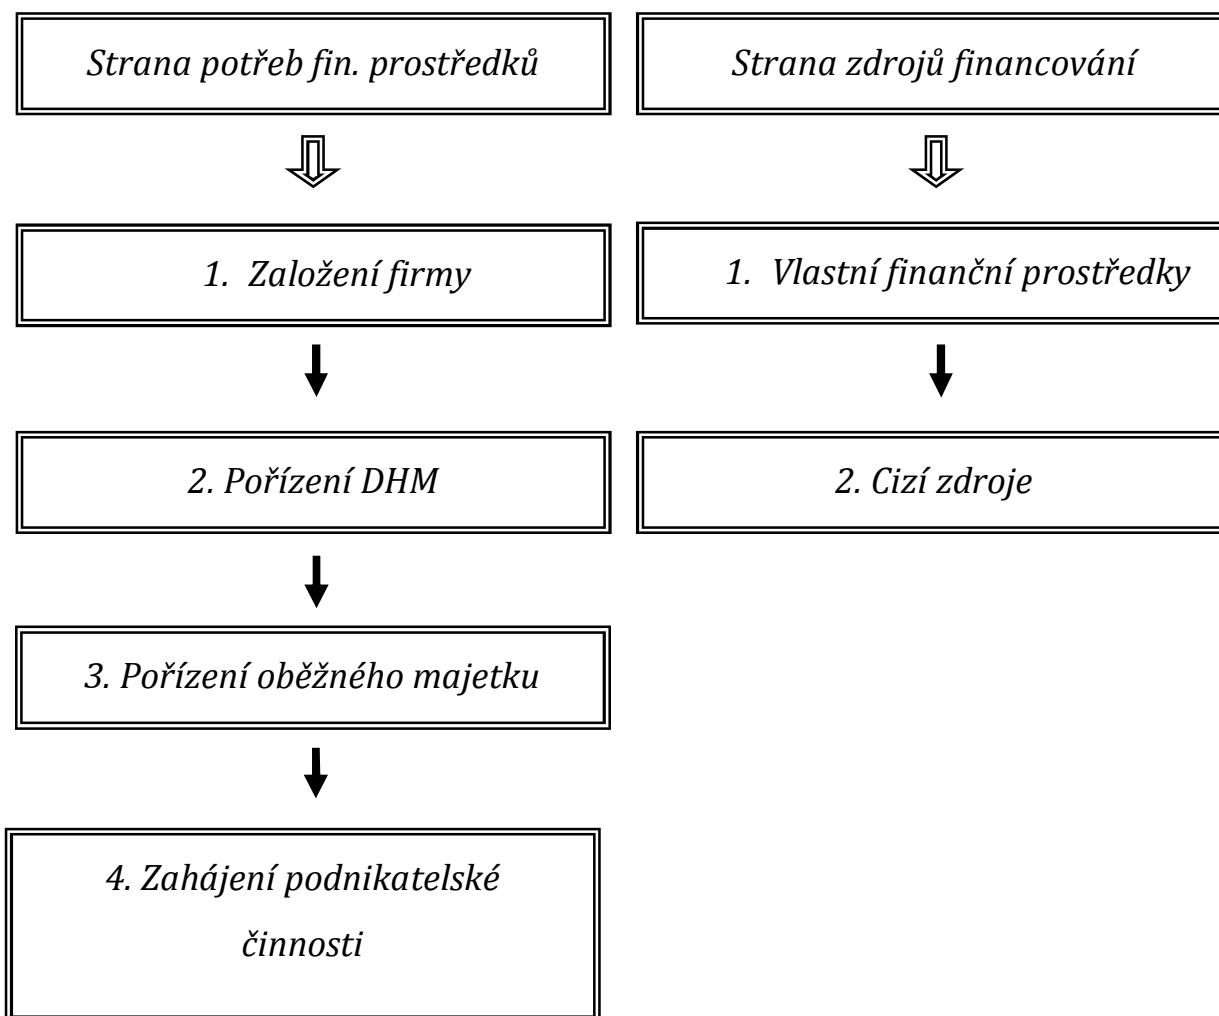 Strana potřeb fin. prostředků
Strana zdrojů financování
1. Založení firmy
1. Vlastní finanční prostředky
2. Pořízení DHM
2. Cizí zdroje
3. Pořízení oběžného majetku
4. Zahájení podnikatelské
činnosti